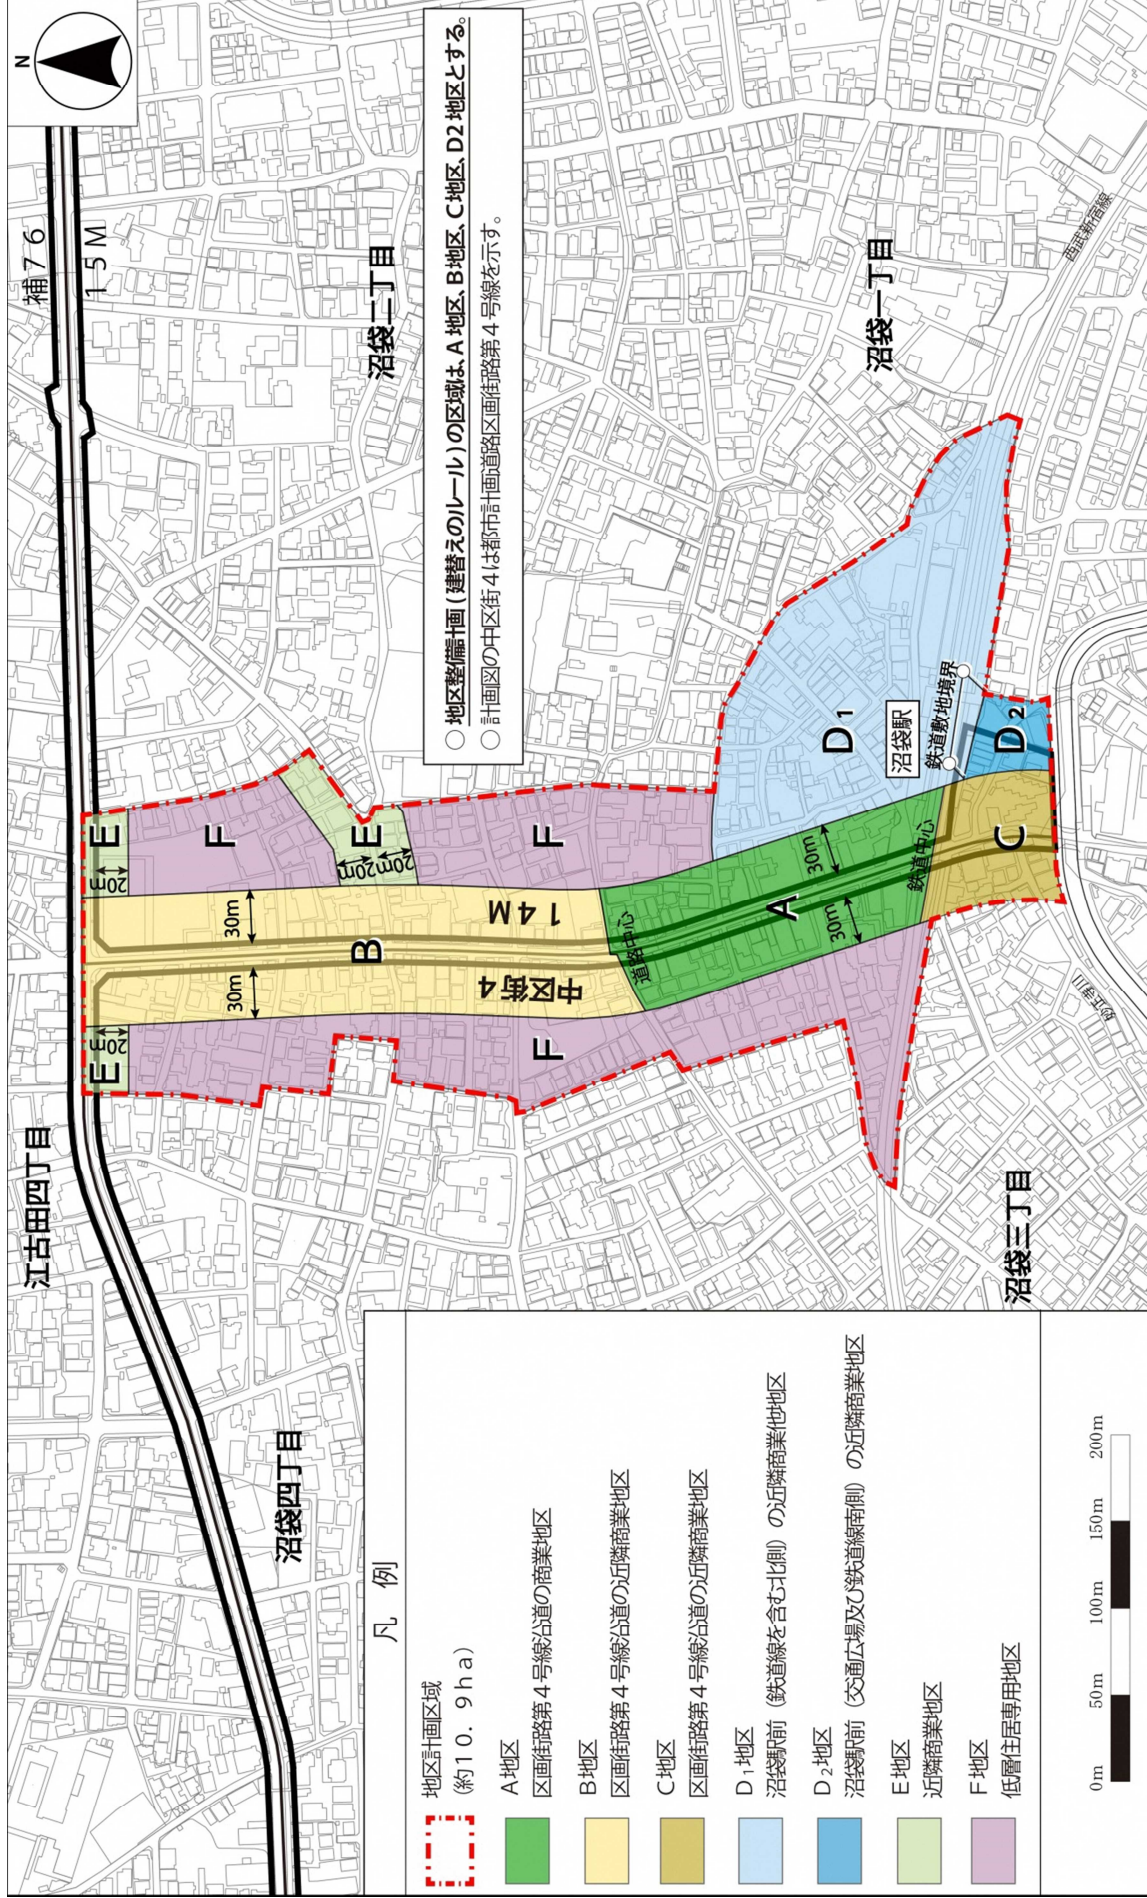 N
補７６
１５Ｍ
江古田四丁目
沼袋二丁目
沼袋四丁目
沼袋一丁目
沼袋三丁目
○ 地区整備計画(建替えのルール)の区域は、A地区、B地区、C地区、D2地区とする。
○ 計画図の中区街４は都市計画道路区画街路第４号線を示す。
E
20m
E
20m
F
30m
30m
B
E
20m
20m
F
F
中区街４
１４Ｍ
道路中心
A
30m
30m
D1
沼袋駅
鉄道敷地境界
鉄道中心
D2
C
西武新宿線
妙正寺川
凡 例
地区計画区域
(約１０．９ｈａ)
A地区
区画街路第４号線沿道の商業地区
B地区
区画街路第４号線沿道の近隣商業地区
C地区
区画街路第４号線沿道の近隣商業地区
D1地区
沼袋駅前（鉄道線を含む北側）の近隣商業他地区
D2地区
沼袋駅前（交通広場及び鉄道線南側）の近隣商業地区
E地区
近隣商業地区
F地区
低層住居専用地区
0m 50m 100m 150m 200m